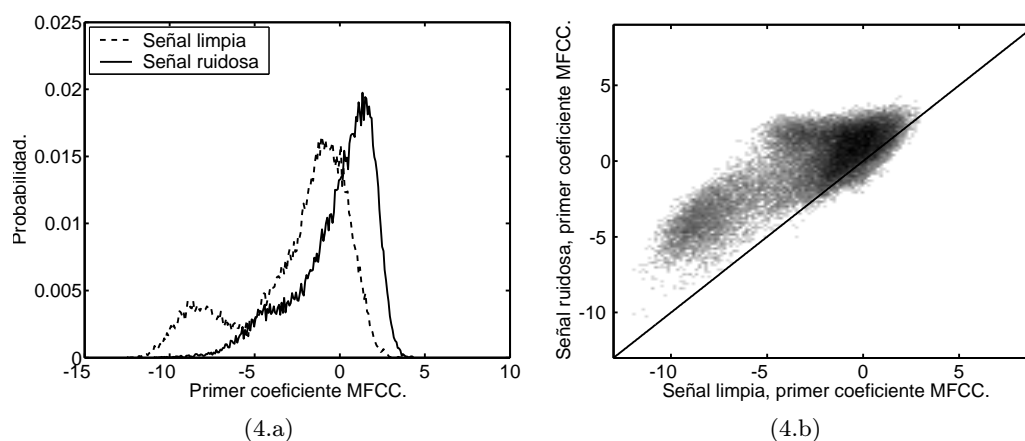 0.025
0.02
0.015
0.01
0.005
0
Probabilidad.
Señal limpia
Señal ruidosa
-15
-10
-5
0
5
10
Primer coeficiente MFCC.
(4.a)
Señal ruidosa, primer coeficiente MFCC.
5
0
-5
-10
-10
-5
0
5
Señal limpia, primer coeficiente MFCC.
(4.b)